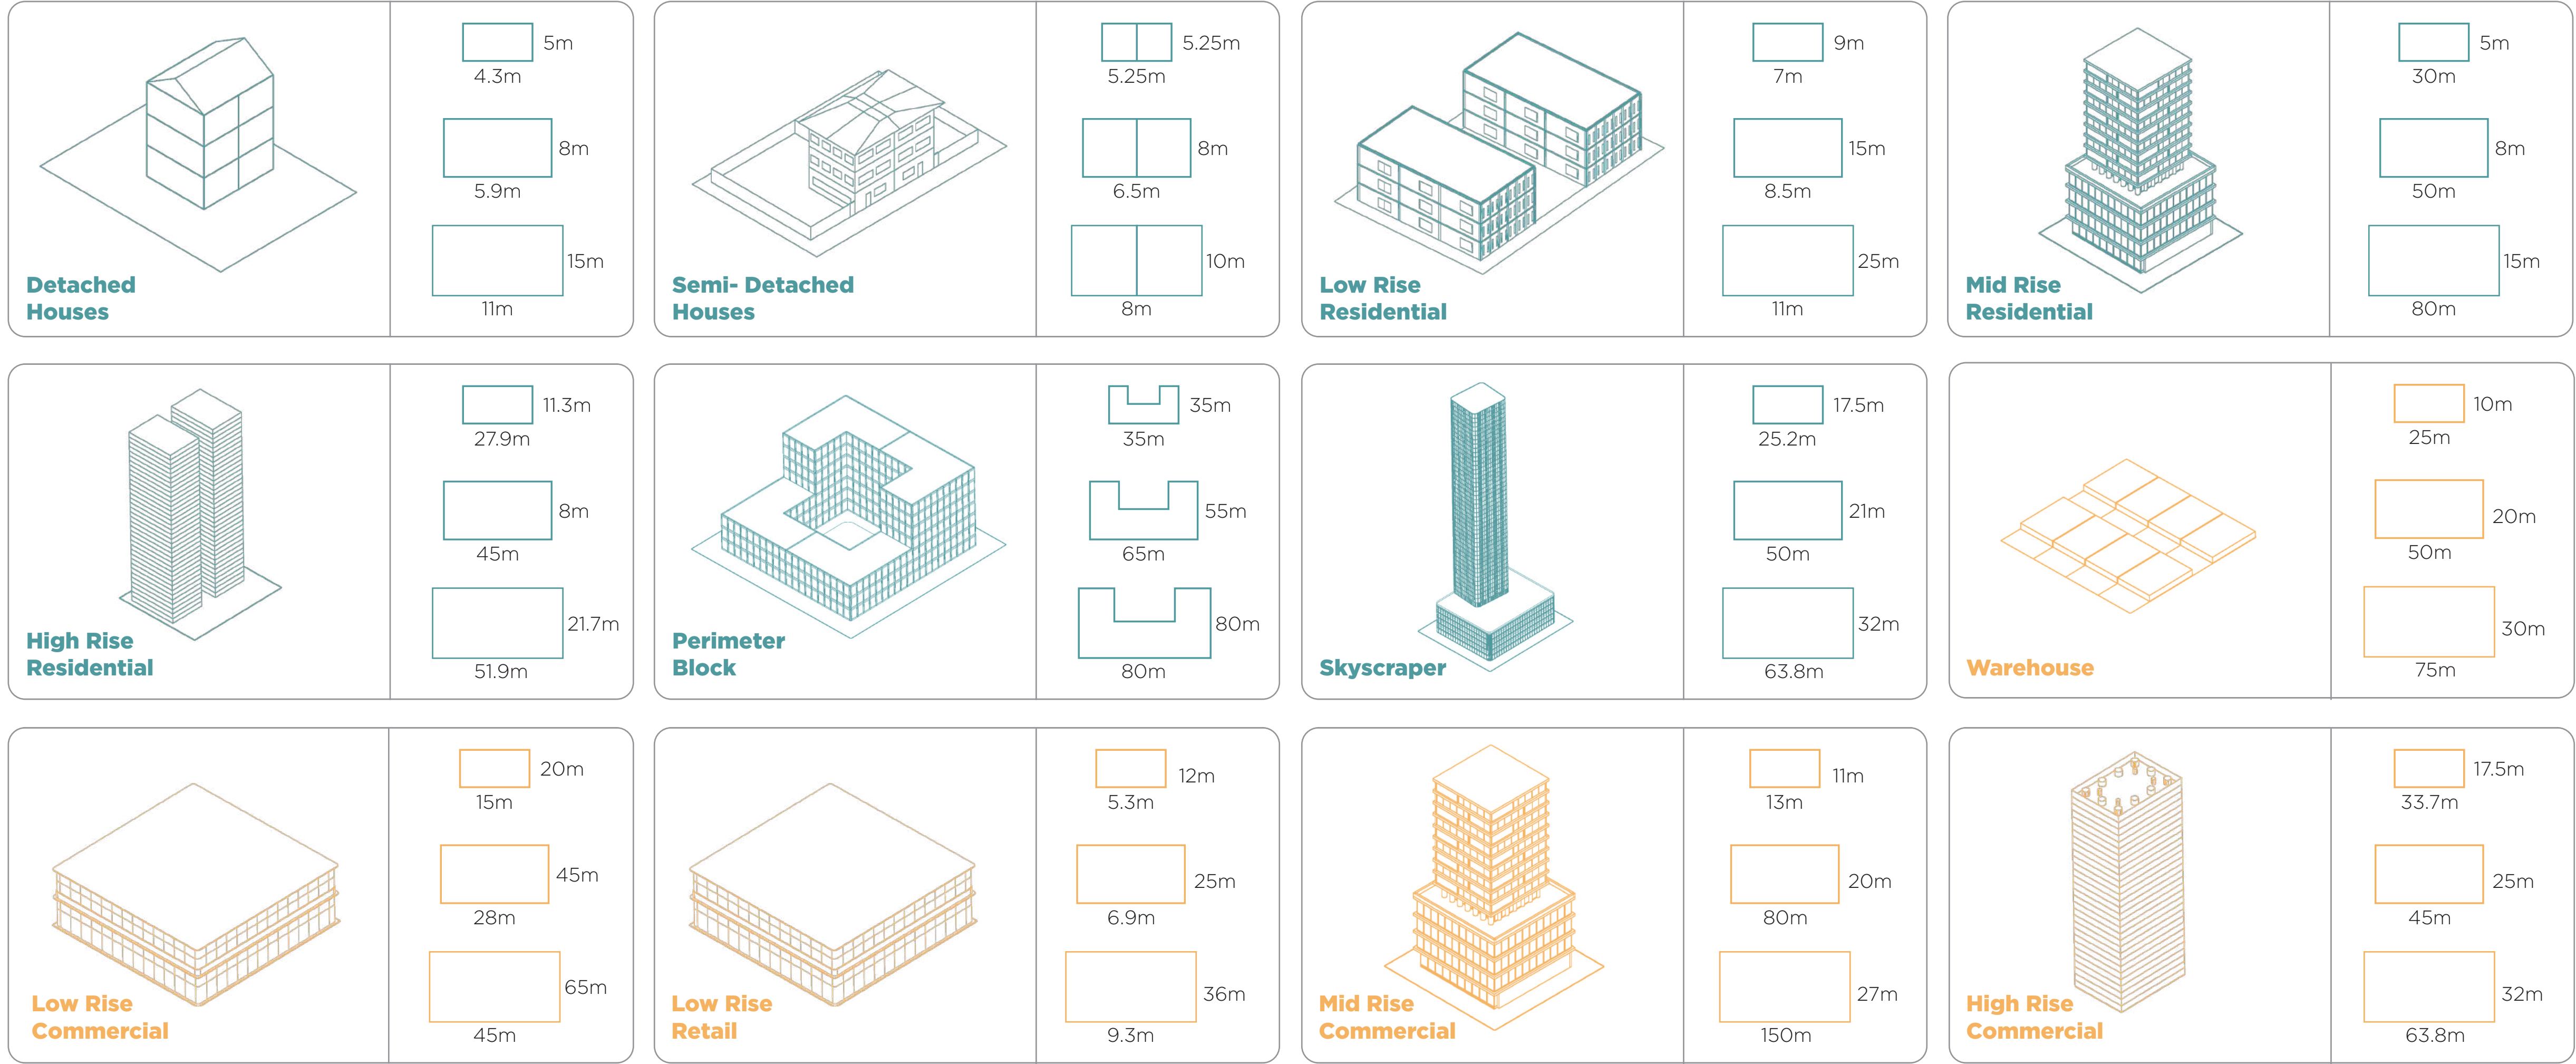 5m
4.3m
8m
5.9m
15m
11m
Detached
Houses
5.25m
5.25m
8m
6.5m
10m
8m
Semi- Detached
Houses
9m
7m
15m
8.5m
25m
11m
Low Rise
Residential
5m
30m
8m
50m
15m
80m
Mid Rise
Residential
11.3m
27.9m
8m
45m
21.7m
51.9m
High Rise
Residential
35m
35m
55m
65m
80m
80m
Perimeter
Block
17.5m
25.2m
21m
50m
32m
63.8m
Skyscraper
10m
25m
20m
50m
30m
75m
Warehouse
20m
15m
45m
28m
65m
45m
Low Rise
Commercial
12m
5.3m
25m
6.9m
36m
9.3m
Low Rise
Retail
11m
13m
20m
80m
27m
150m
Mid Rise
Commercial
17.5m
33.7m
25m
45m
32m
63.8m
High Rise
Commercial